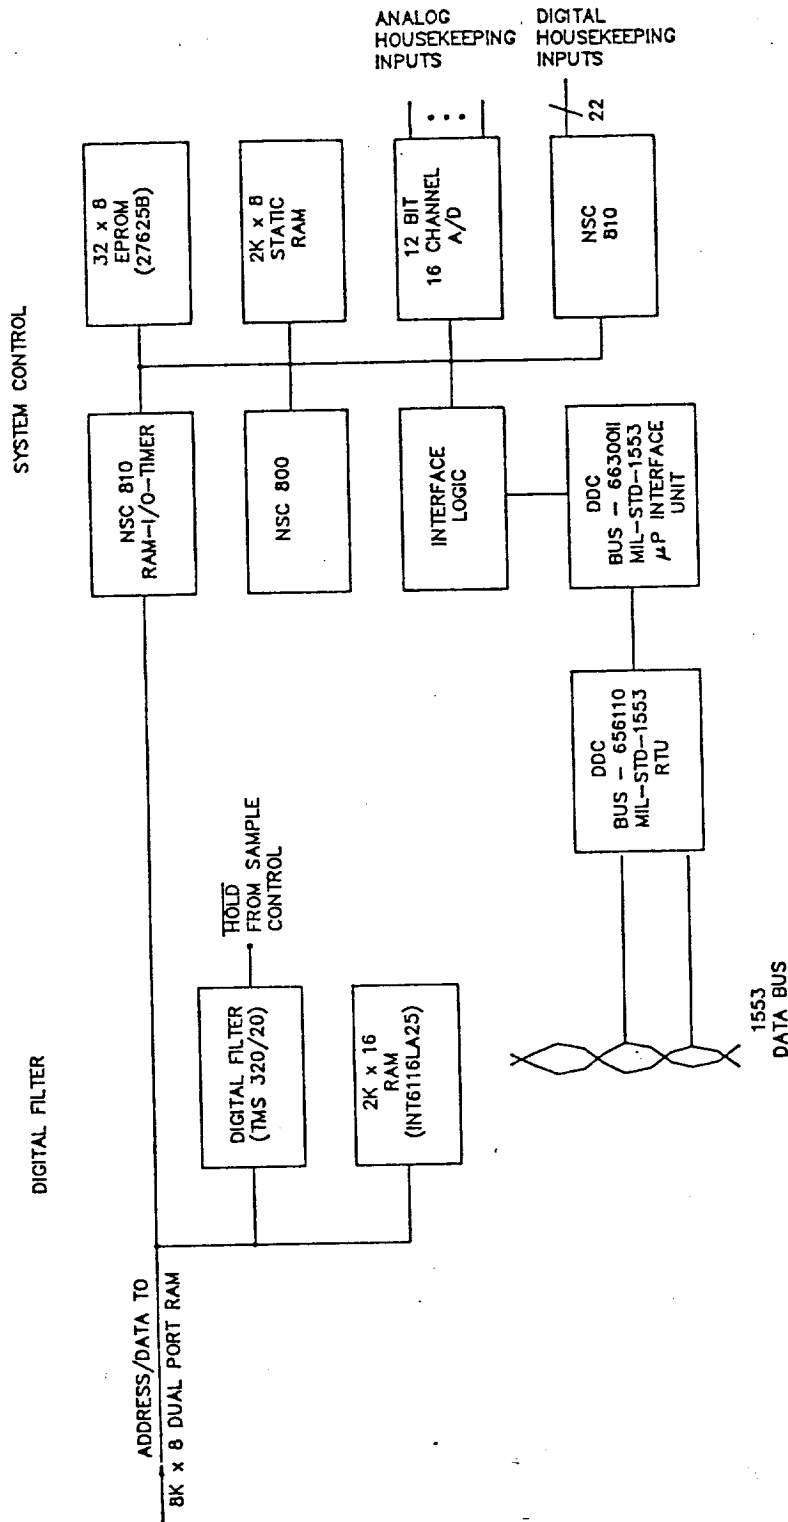 DIGITAL FILTER
SYSTEM CONTROL
ADDRESS/DATA TO
8K x 8 DUAL PORT RAM
DIGITAL FILTER
(TMS 320/20)
HOLD
FROM SAMPLE
CONTROL
2K x 16
RAM
(INT6116LA25)
NSC 810
RAM-I/O-TIMER
32 x 8
EPROM
(27625B)
NSC 800
2K x 8
STATIC
RAM
INTERFACE
LOGIC
12 BIT
16 CHANNEL
A/D
ANALOG
HOUSEKEEPING
INPUTS
DDC
BUS - 656110
MIL-STD-1553
RTU
DDC
BUS - 66300II
MIL-STD-1553
μP INTERFACE
UNIT
NSC
810
22
DIGITAL
HOUSEKEEPING
INPUTS
1553
DATA BUS